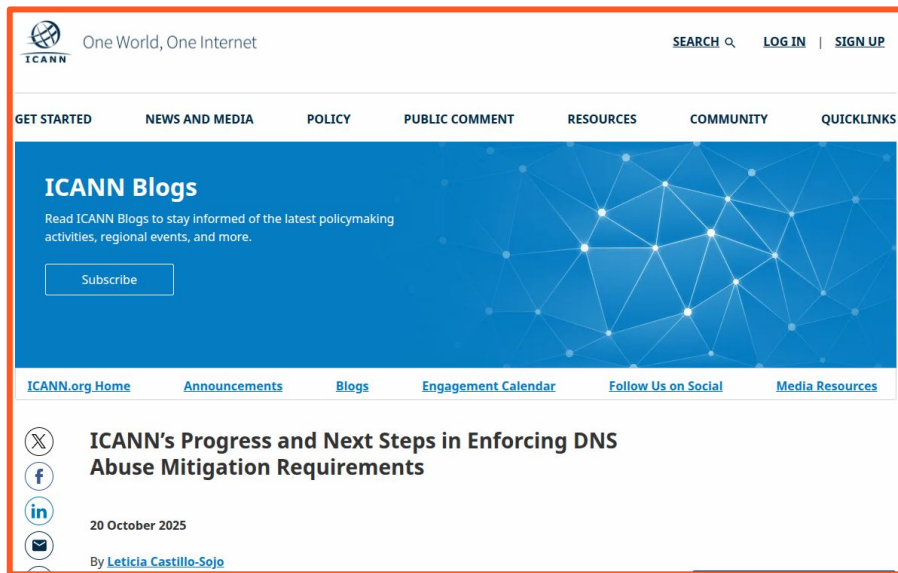 ICANN
One World, One Internet
SEARCH
LOG IN | SIGN UP
GET STARTED
NEWS AND MEDIA
POLICY
PUBLIC COMMENT
RESOURCES
COMMUNITY
QUICKLINKS
ICANN Blogs
Read ICANN Blogs to stay informed of the latest policymaking
activities, regional events, and more.
Subscribe
ICANN.org Home
Announcements
Blogs
Engagement Calendar
Follow Us on Social
Media Resources
ICANN’s Progress and Next Steps in Enforcing DNS
Abuse Mitigation Requirements
20 October 2025
By Leticia Castillo-Sojo